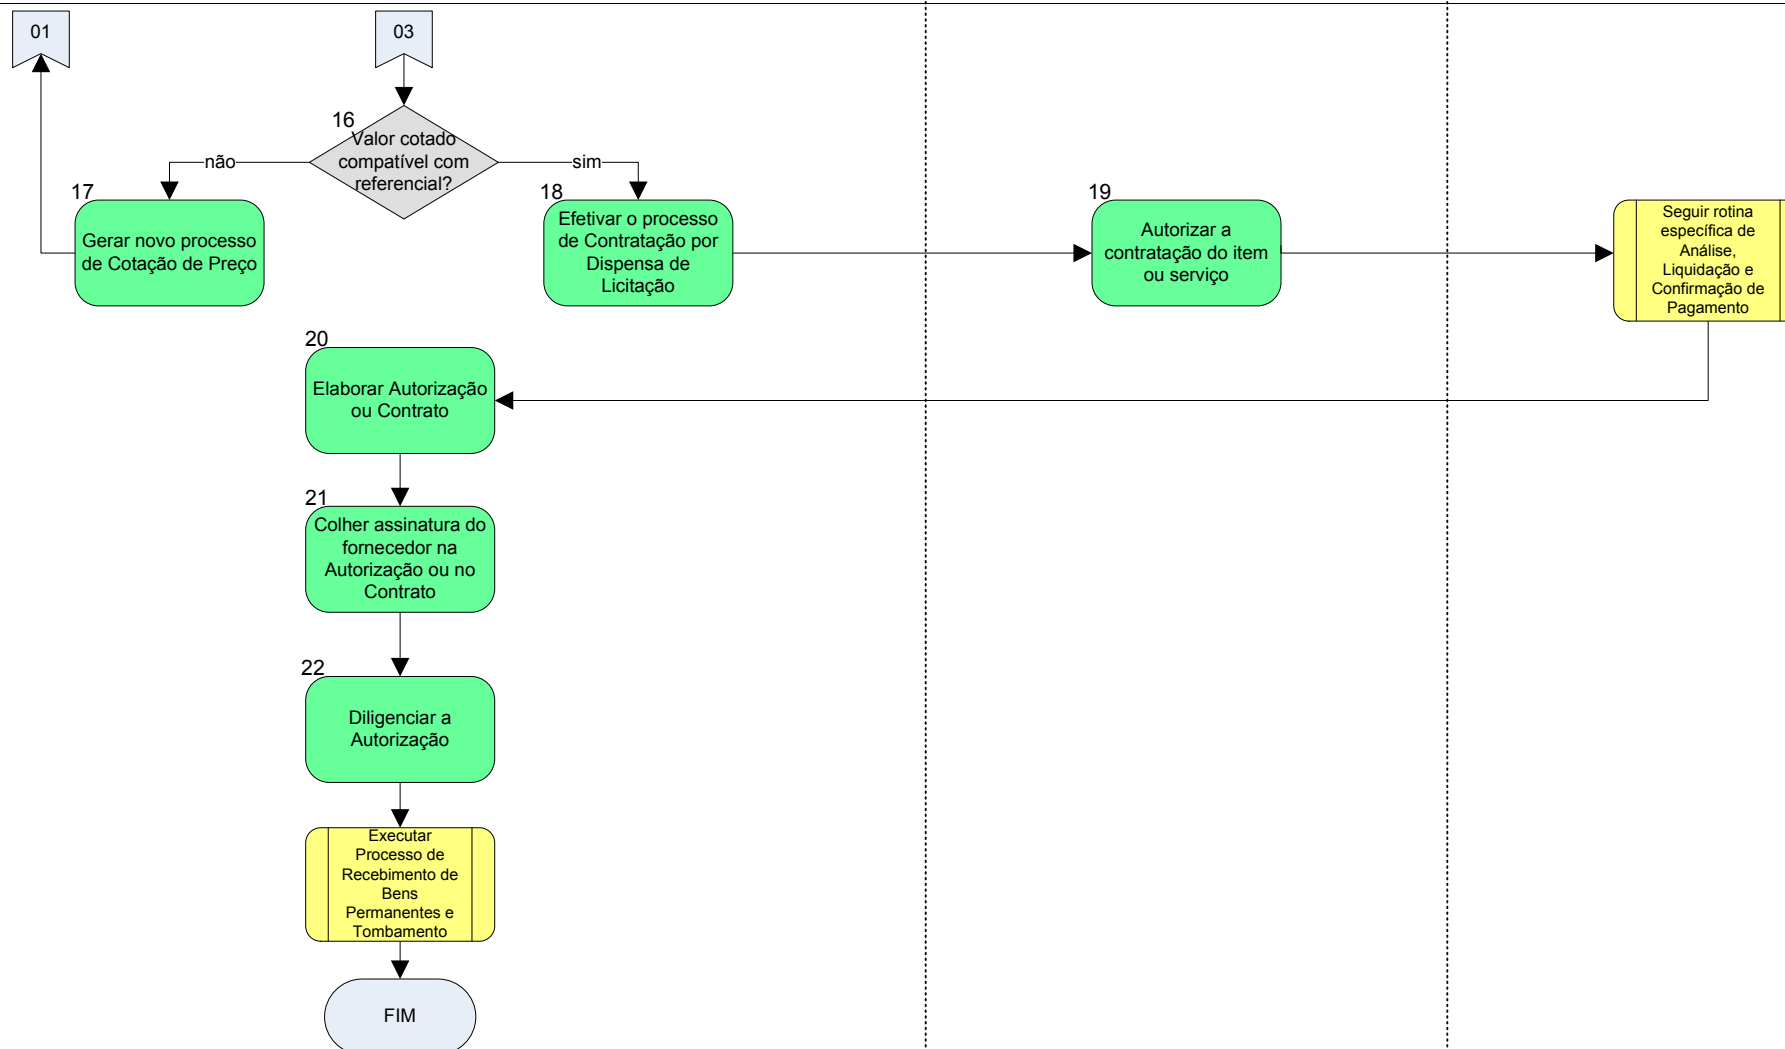 01
03
16
Valor cotado
compatível com
referencial?
não
sim
17
Gerar novo processo
de Cotação de Preço
18
Efetivar o processo
de Contratação por
Dispensa de
Licitação
19
Autorizar a
contratação do item
ou serviço
Seguir rotina
específica de
Análise,
Liquidação e
Confirmação de
Pagamento
20
Elaborar Autorização
ou Contrato
21
Colher assinatura do
fornecedor na
Autorização ou no
Contrato
22
Diligenciar a
Autorização
Executar
Processo de
Recebimento de
Bens
Permanentes e
Tombamento
FIM